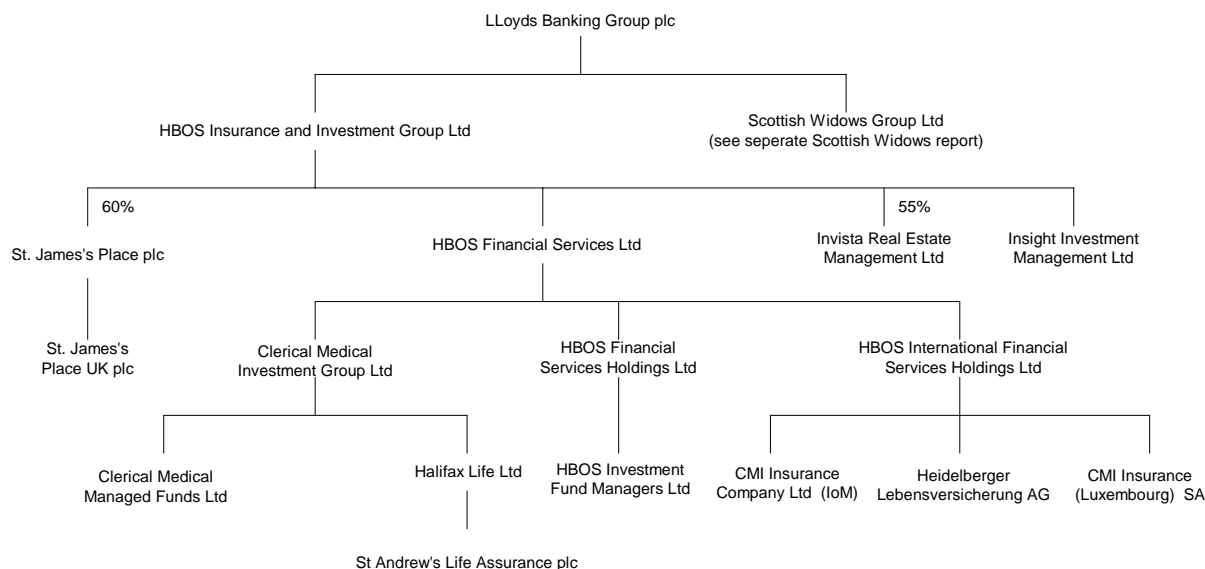 LLoyds Banking Group plc
HBOS Insurance and Investment Group Ltd
Scottish Widows Group Ltd
(see seperate Scottish Widows report)
60%
55%
St. James's Place plc
HBOS Financial Services Ltd
Invista Real Estate
Management Ltd
Insight Investment
Management Ltd
St. James's
Place UK plc
Clerical Medical
Investment Group Ltd
HBOS Financial
Services Holdings Ltd
HBOS International Financial
Services Holdings Ltd
Clerical Medical
Managed Funds Ltd
Halifax Life Ltd
HBOS Investment
Fund Managers Ltd
CMI Insurance
Company Ltd (IoM)
Heidelberger
Lebensversicherung AG
CMI Insurance
(Luxembourg) SA
St Andrew's Life Assurance plc